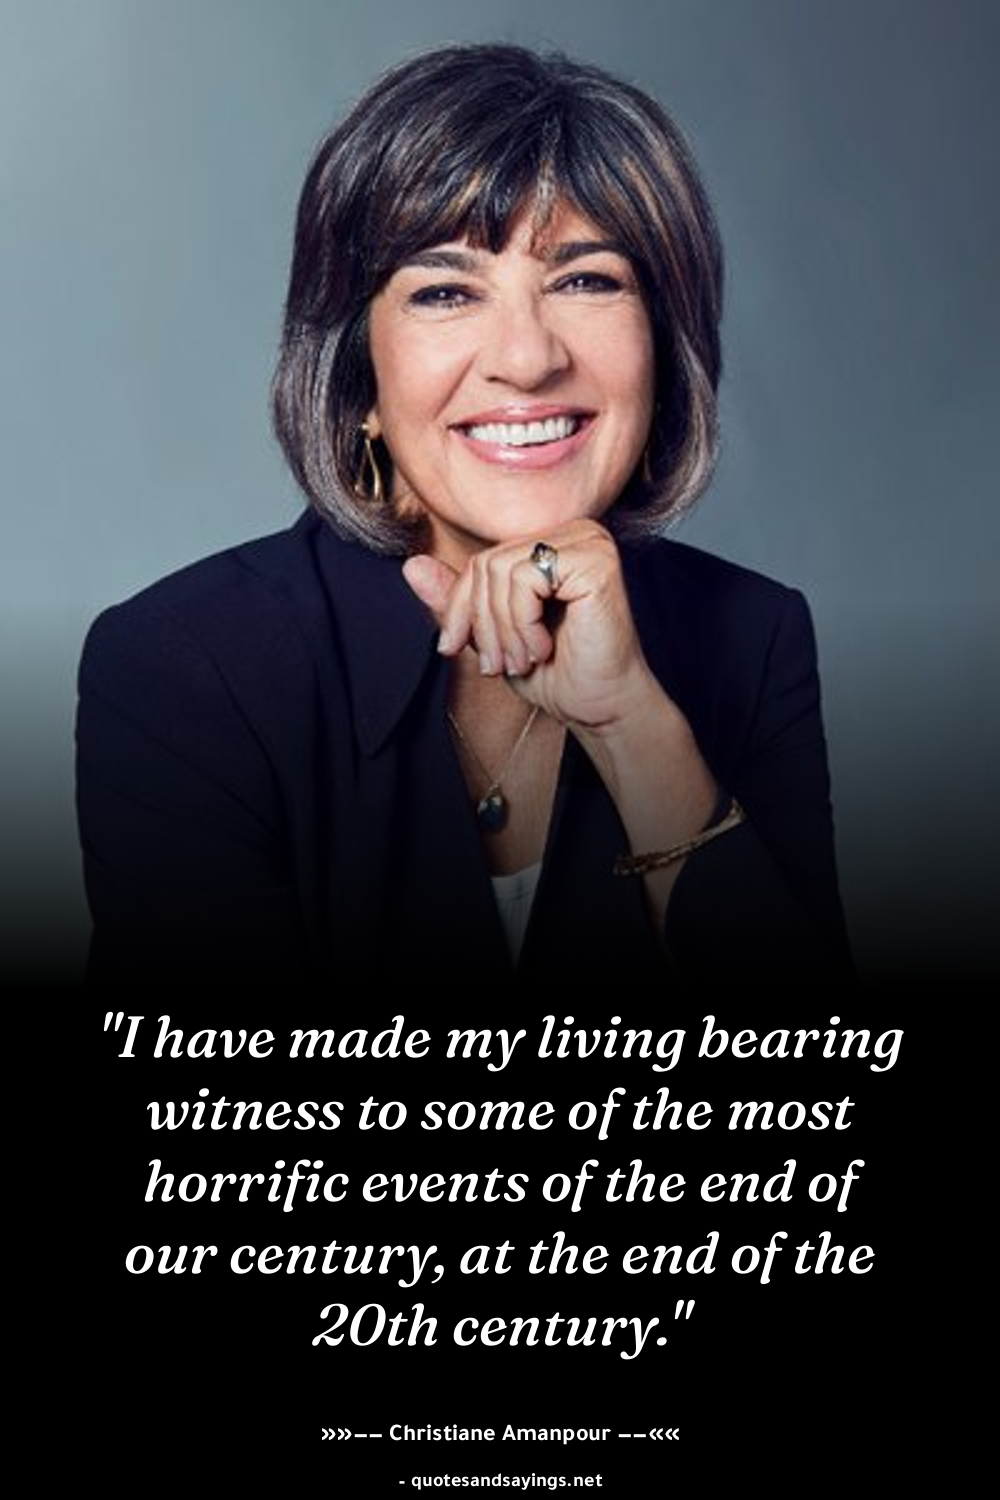 "I have made my living bearing
witness to some of the most
horrific events of the end of
our century, at the end of the
20th century."
»»−− Christiane Amanpour −−««
- quotesandsayings.net